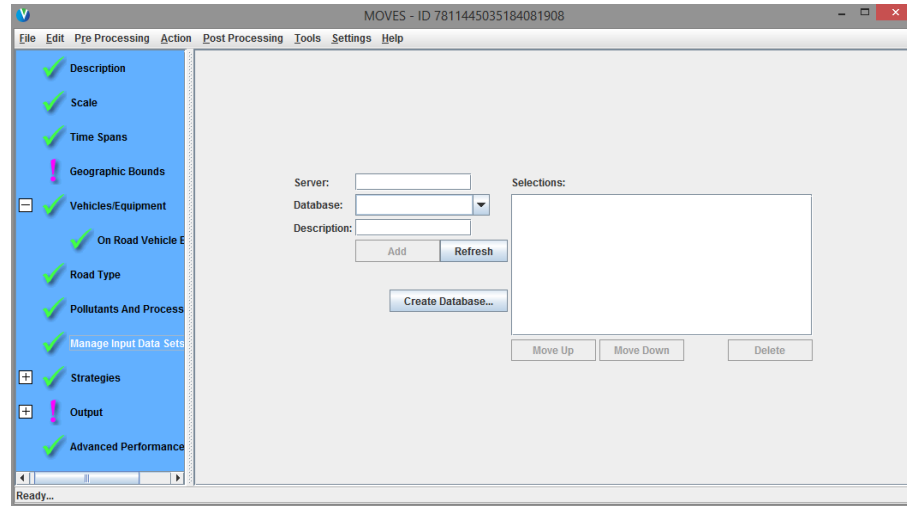 MOVES - ID 7811445035184081908
File Edit Pre Processing Action Post Processing Tools Settings Help
Description
Scale
Time Spans
Geographic Bounds
Vehicles/Equipment
On Road Vehicle E
Road Type
Pollutants And Process
Manage Input Data Sets
Strategies
Output
Advanced Performance
Server:
Database:
Description:
Add Refresh
Create Database...
Selections:
Move Up Move Down Delete
Ready...